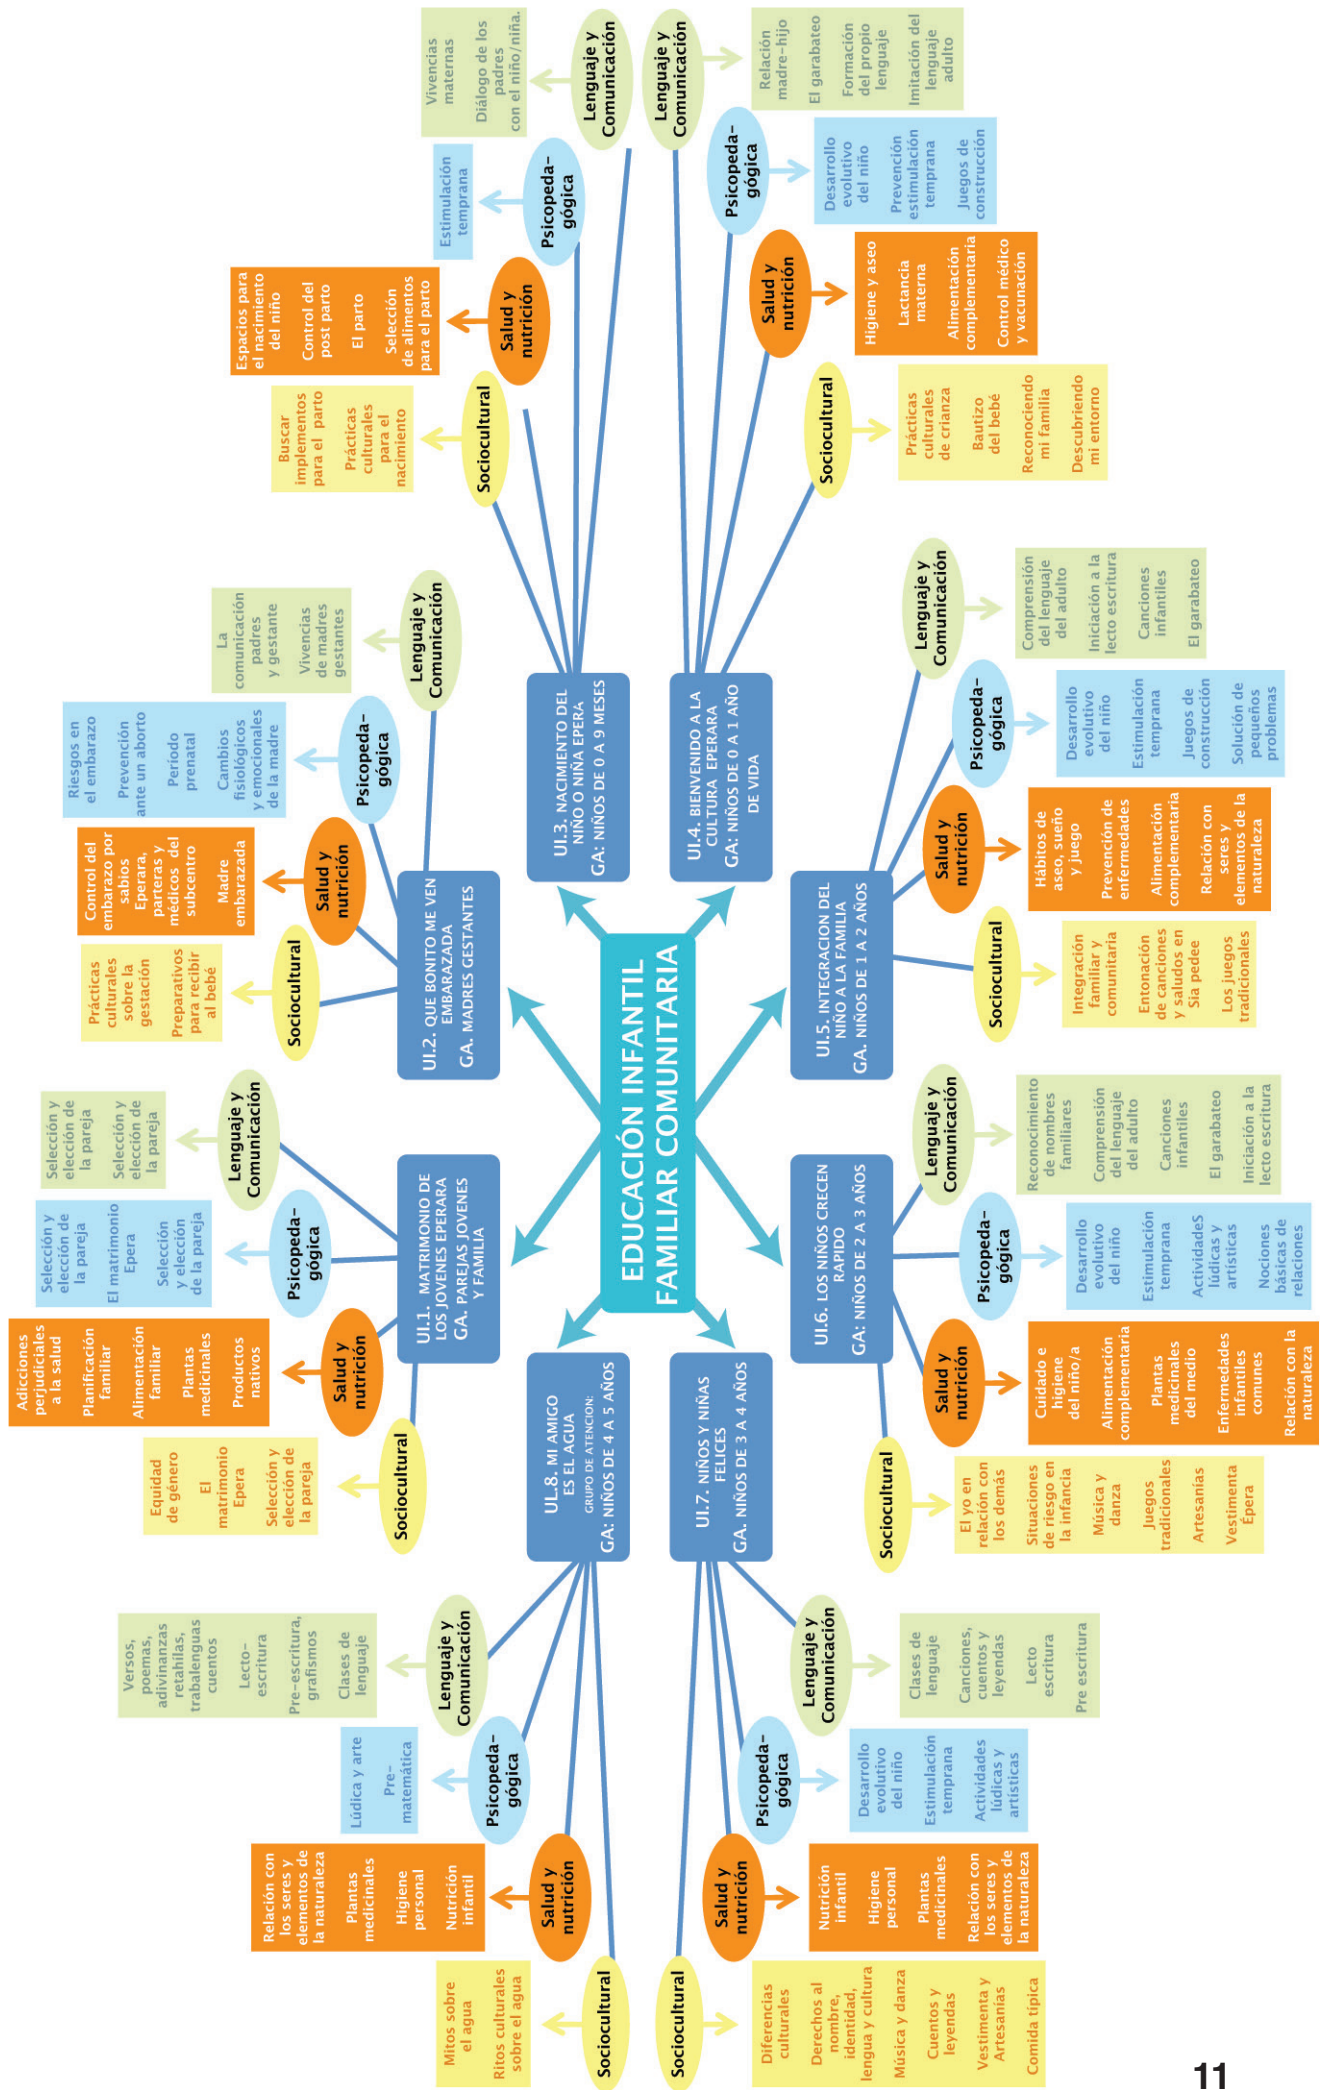 EDUCACIÓN INFANTIL
FAMILIAR COMUNITARIA
UI.1. MATRIMONIO DE
LOS JOVENES EPERARA
GA. PAREJAS JOVENES
Y FAMILIA
Sociocultural
Equidad
de género
El
matrimonio
Epera
Selección y
elección de
la pareja
Salud y
nutrición
Adicciones
perjudiciales
a la salud
Planificación
familiar
Alimentación
familiar
Plantas
medicinales
Productos
nativos
Psicopeda-
gógica
Selección y
elección de
la pareja
El matrimonio
Epera
Selección
y elección
de la pareja
Lenguaje y
Comunicación
Selección y
elección de
la pareja
Selección y
elección de
la pareja
UI.2. QUE BONITO ME VEN
EMBARAZADA
GA. MADRES GESTANTES
Sociocultural
Prácticas
culturales
sobre la
gestación
Preparativos
para recibir
al bebé
Salud y
nutrición
Control del
embarazo por
sabios
Eperara,
parteras y
médicos del
subcentro
Madre
embarazada
Psicopeda-
gógica
Riesgos en
el embarazo
Prevención
ante un aborto
Período
prenatal
Cambios
fisiológicos
y emocionales
de la madre
Lenguaje y
Comunicación
La
comunicación
padres
y gestante
Vivencias
de madres
gestantes
UI.3. NACIMIENTO DEL
NIÑO O NINA EPERA
GA: NIÑOS DE 0 A 9 MESES
Sociocultural
Buscar
implementos
para el parto
Prácticas
culturales
para el
nacimiento
Salud y
nutrición
Espacios para
el nacimiento
del niño
Control del
post parto
El parto
Selección
de alimentos
para el parto
Psicopeda-
gógica
Estimulación
temprana
Lenguaje y
Comunicación
Vivencias
maternas
Diálogo de los
padres
con el niño/niña.
UI.4. BIENVENIDO A LA
CULTURA EPERARA
GA: NIÑOS DE 0 A 1 AÑO
DE VIDA
Sociocultural
Prácticas
culturales
de crianza
Bautizo
del bebé
Reconociendo
mi familia
Descubriendo
mi entorno
Salud y
nutrición
Higiene y aseo
Lactancia
materna
Alimentación
complementaria
Control médico
y vacunación
Psicopeda-
gógica
Desarrollo
evolutivo
del niño
Prevención
estimulación
temprana
Juegos de
construcción
Lenguaje y
Comunicación
Relación
madre-hijo
El garabateo
Formación
del propio
lenguaje
Imitación del
lenguaje
adulto
UI.5. INTEGRACION DEL
NIÑO A LA FAMILIA
GA. NIÑOS DE 1 A 2 AÑOS
Sociocultural
Integración
familiar y
comunitaria
Entonación
de canciones
y saludos en
Sia pedee
Los juegos
tradicionales
Salud y
nutrición
Hábitos de
aseo, sueño
y juego
Prevención de
enfermedades
Alimentación
complementaria
Relación con
seres y
elementos de la
naturaleza
Psicopeda-
gógica
Desarrollo
evolutivo
del niño
Estimulación
temprana
Juegos de
construcción
Solución de
pequeños
problemas
Lenguaje y
Comunicación
Comprensión
del lenguaje
del adulto
Iniciación a la
lecto escritura
Canciones
infantiles
El garabateo
UI.6. LOS NIÑOS CRECEN
RAPIDO
GA: NIÑOS DE 2 A 3 AÑOS
Sociocultural
El yo en
relación con
los demás
Situaciones
de riesgo en
la infancia
Música y
danza
Juegos
tradicionales
Artesanías
Vestimenta
Épera
Salud y
nutrición
Cuidado e
higiene
del niño/a
Alimentación
complementaria
Plantas
medicinales
del medio
Enfermedades
infantiles
comunes
Relación con la
naturaleza
Psicopeda-
gógica
Desarrollo
evolutivo
del niño
Estimulación
temprana
ActividadeS
lúdicas y
artísticas
Nociones
básicas de
relaciones
Lenguaje y
Comunicación
Reconocimiento
de nombres
familiares
Comprensión
del lenguaje
del adulto
Canciones
infantiles
El garabateo
Iniciación a la
lecto escritura
UI.7. NIÑOS Y NIÑAS
FELICES
GA. NIÑOS DE 3 A 4 AÑOS
Sociocultural
Diferencias
culturales
Derechos al
nombre,
identidad,
lengua y cultura
Música y danza
Cuentos y
leyendas
Vestimenta y
Artesanías
Comida típica
Salud y
nutrición
Nutrición
infantil
Higiene
personal
Plantas
medicinales
Relación con
los seres y
elementos de
la naturaleza
Psicopeda-
gógica
Desarrollo
evolutivo
del niño
Estimulación
temprana
Actividades
lúdicas y
artísticas
Lenguaje y
Comunicación
Clases de
lenguaje
Canciones,
cuentos y
leyendas
Lecto
escritura
Pre escritura
UL.8. MI AMIGO
ES EL AGUA
GRUPO DE ATENCION:
GA: NIÑOS DE 4 A 5 AÑOS
Sociocultural
Mitos sobre
el agua
Ritos culturales
sobre el agua
Salud y
nutrición
Relación con
los seres y
elementos de
la naturaleza
Plantas
medicinales
Higiene
personal
Nutrición
infantil
Psicopeda-
gógica
Lúdica y arte
Pre-
matemática
Lenguaje y
Comunicación
Versos,
poemas,
adivinanzas
retahílas,
trabalenguas
cuentos
Lecto-
escritura
Pre-escritura,
grafismos
Clases de
lenguaje
11